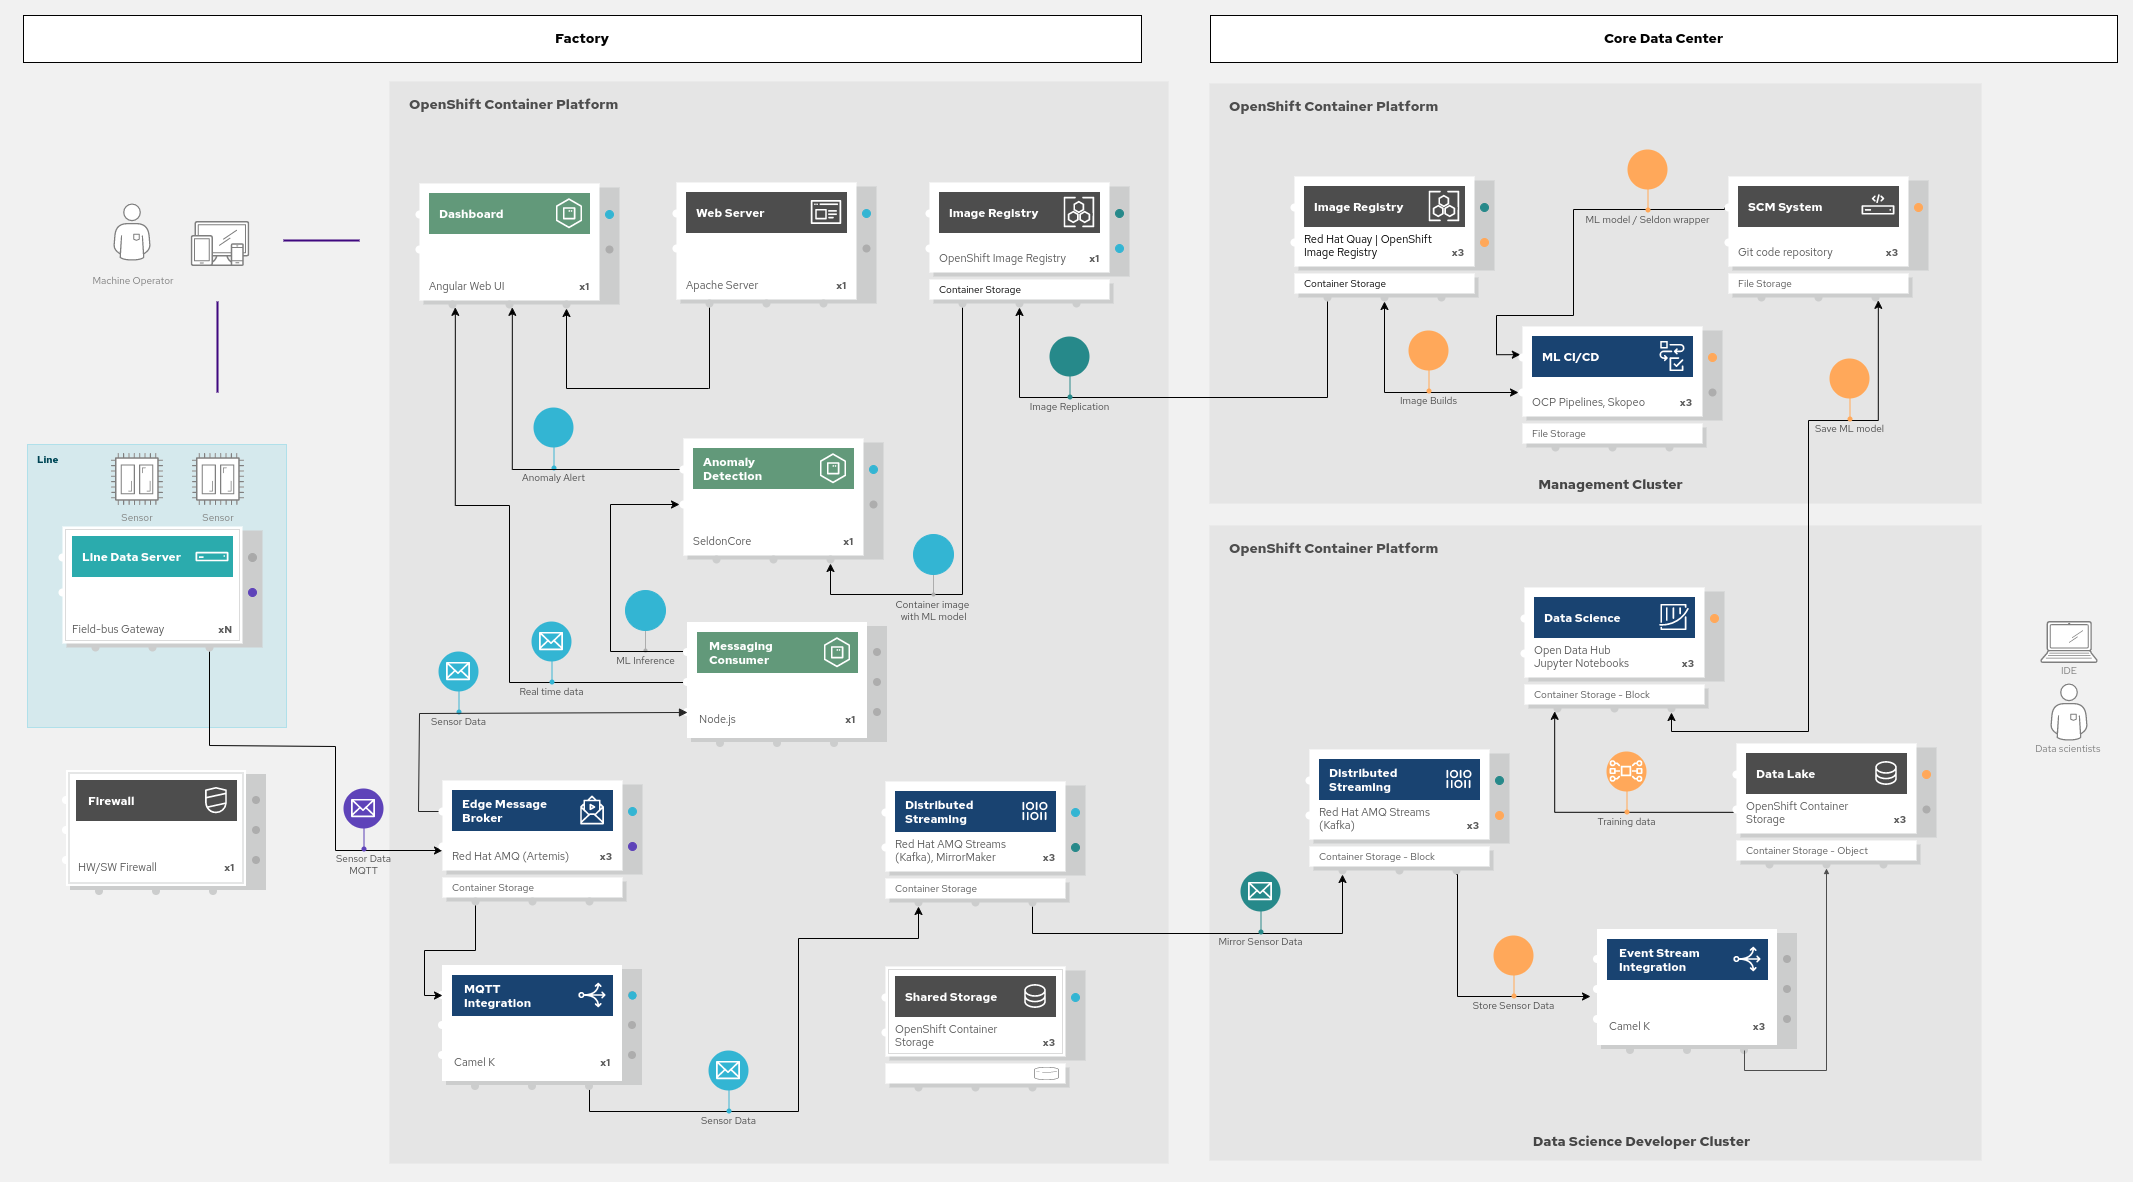 Factory
Core Data Center
OpenShift Container Platform
Machine Operator
Dashboard
Angular Web UI x1
Web Server
Apache Server x1
Image Registry
OpenShift Image Registry x1
Container Storage
Image Replication
Anomaly Alert
Anomaly
Detection
SeldonCore x1
Container image
with ML model
ML Inference
Real time data
Sensor Data
Messaging
Consumer
Node.js x1
Line
Sensor
Sensor
Line Data Server
Field-bus Gateway xN
Firewall
HW/SW Firewall x1
Sensor Data
MQTT
Edge Message
Broker
Red Hat AMQ (Artemis) x3
Container Storage
Distributed
Streaming
Red Hat AMQ Streams
(Kafka), MirrorMaker x3
Container Storage
MQTT
Integration
Camel K x1
Sensor Data
Shared Storage
OpenShift Container
Storage x3
OpenShift Container Platform
Image Registry
Red Hat Quay | OpenShift
Image Registry x3
Container Storage
ML model / Seldon wrapper
SCM System
Git code repository x3
File Storage
Image Builds
ML CI/CD
OCP Pipelines, Skopeo x3
File Storage
Save ML model
Management Cluster
OpenShift Container Platform
Data Science
Open Data Hub
Jupyter Notebooks x3
Container Storage - Block
IDE
Data scientists
Distributed
Streaming
Red Hat AMQ Streams
(Kafka) x3
Container Storage - Block
Training data
Data Lake
OpenShift Container
Storage x3
Container Storage - Object
Mirror Sensor Data
Store Sensor Data
Event Stream
Integration
Camel K x3
Data Science Developer Cluster